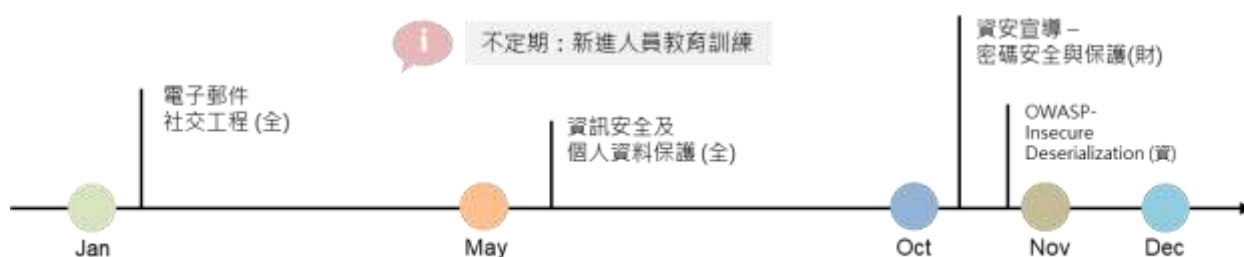 i
不定期：新進人員教育訓練
電子郵件
社交工程 (全)
資訊安全及
個人資料保護 (全)
資安宣導 –
密碼安全與保護(財)
OWASP-
Insecure
Deserialization (資)
Jan
May
Oct
Nov
Dec